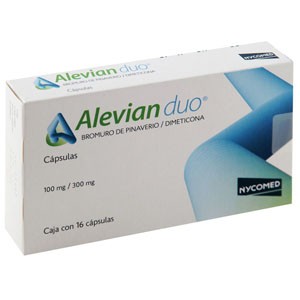 Alevian duo®
BROMURO DE PINAVERIO / DIMETICONA
Cápsulas
100 mg / 300 mg
Caja con 16 cápsulas
NYCOMED